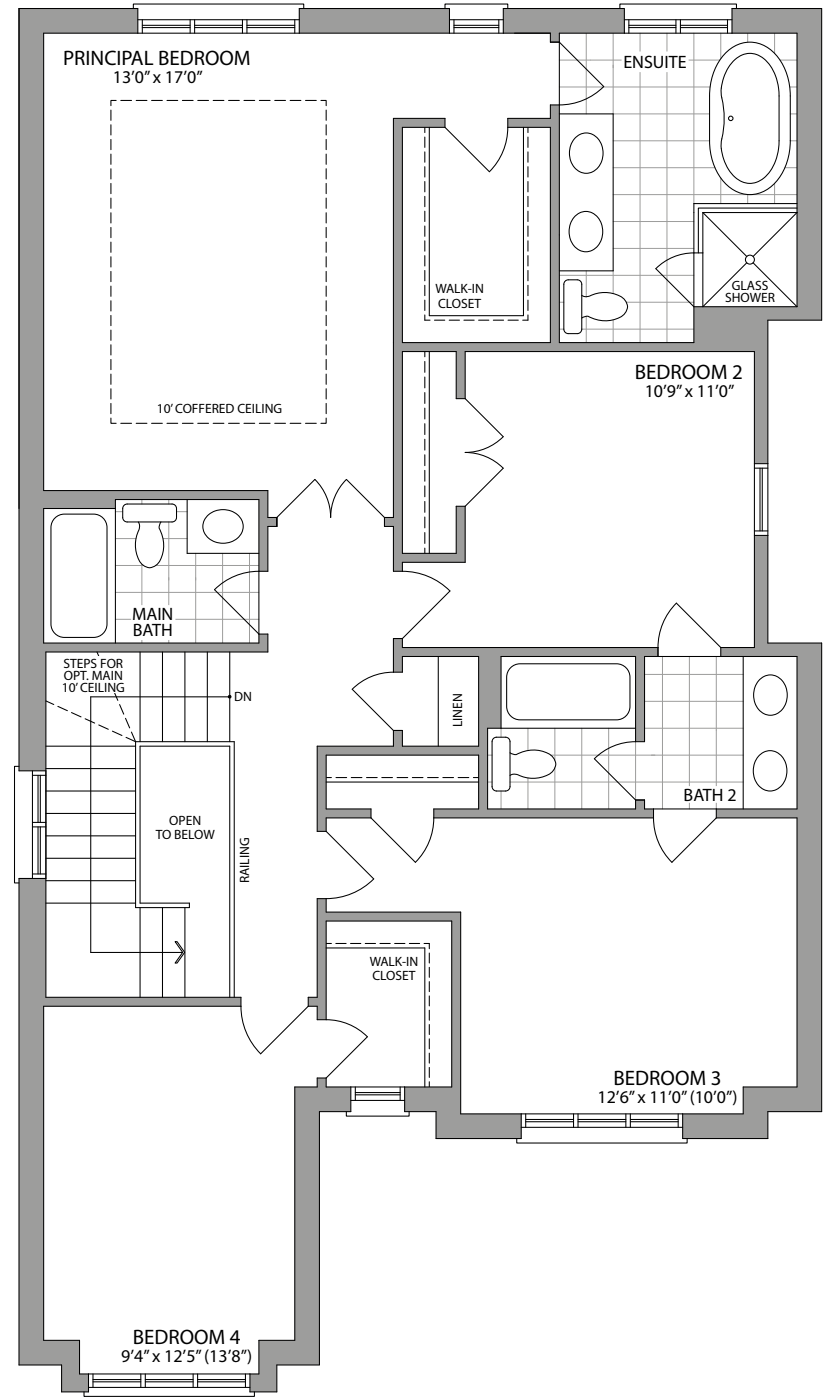 PRINCIPAL BEDROOM
13’0” x 17’0”
ENSUITE
WALK-IN
CLOSET
GLASS
SHOWER
10’ COFFERED CEILING
BEDROOM 2
10’9” x 11’0”
MAIN
BATH
STEPS FOR
OPT. MAIN
10’ CEILING
DN
LINEN
BATH 2
OPEN
TO BELOW
RAILING
WALK-IN
CLOSET
BEDROOM 3
12’6” x 11’0” (10’0”)
BEDROOM 4
9’4” x 12’5” (13’8”)